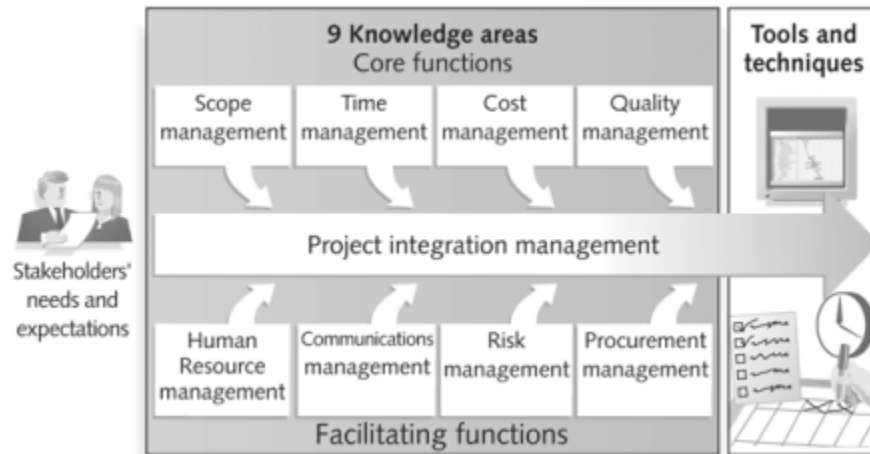 9 Knowledge areas
Core functions
Tools and
techniques
Scope
management
Time
management
Cost
management
Quality
management
Project integration management
Stakeholders'
needs and
expectations
Human
Resource
management
Communications
management
Risk
management
Procurement
management
Facilitating functions